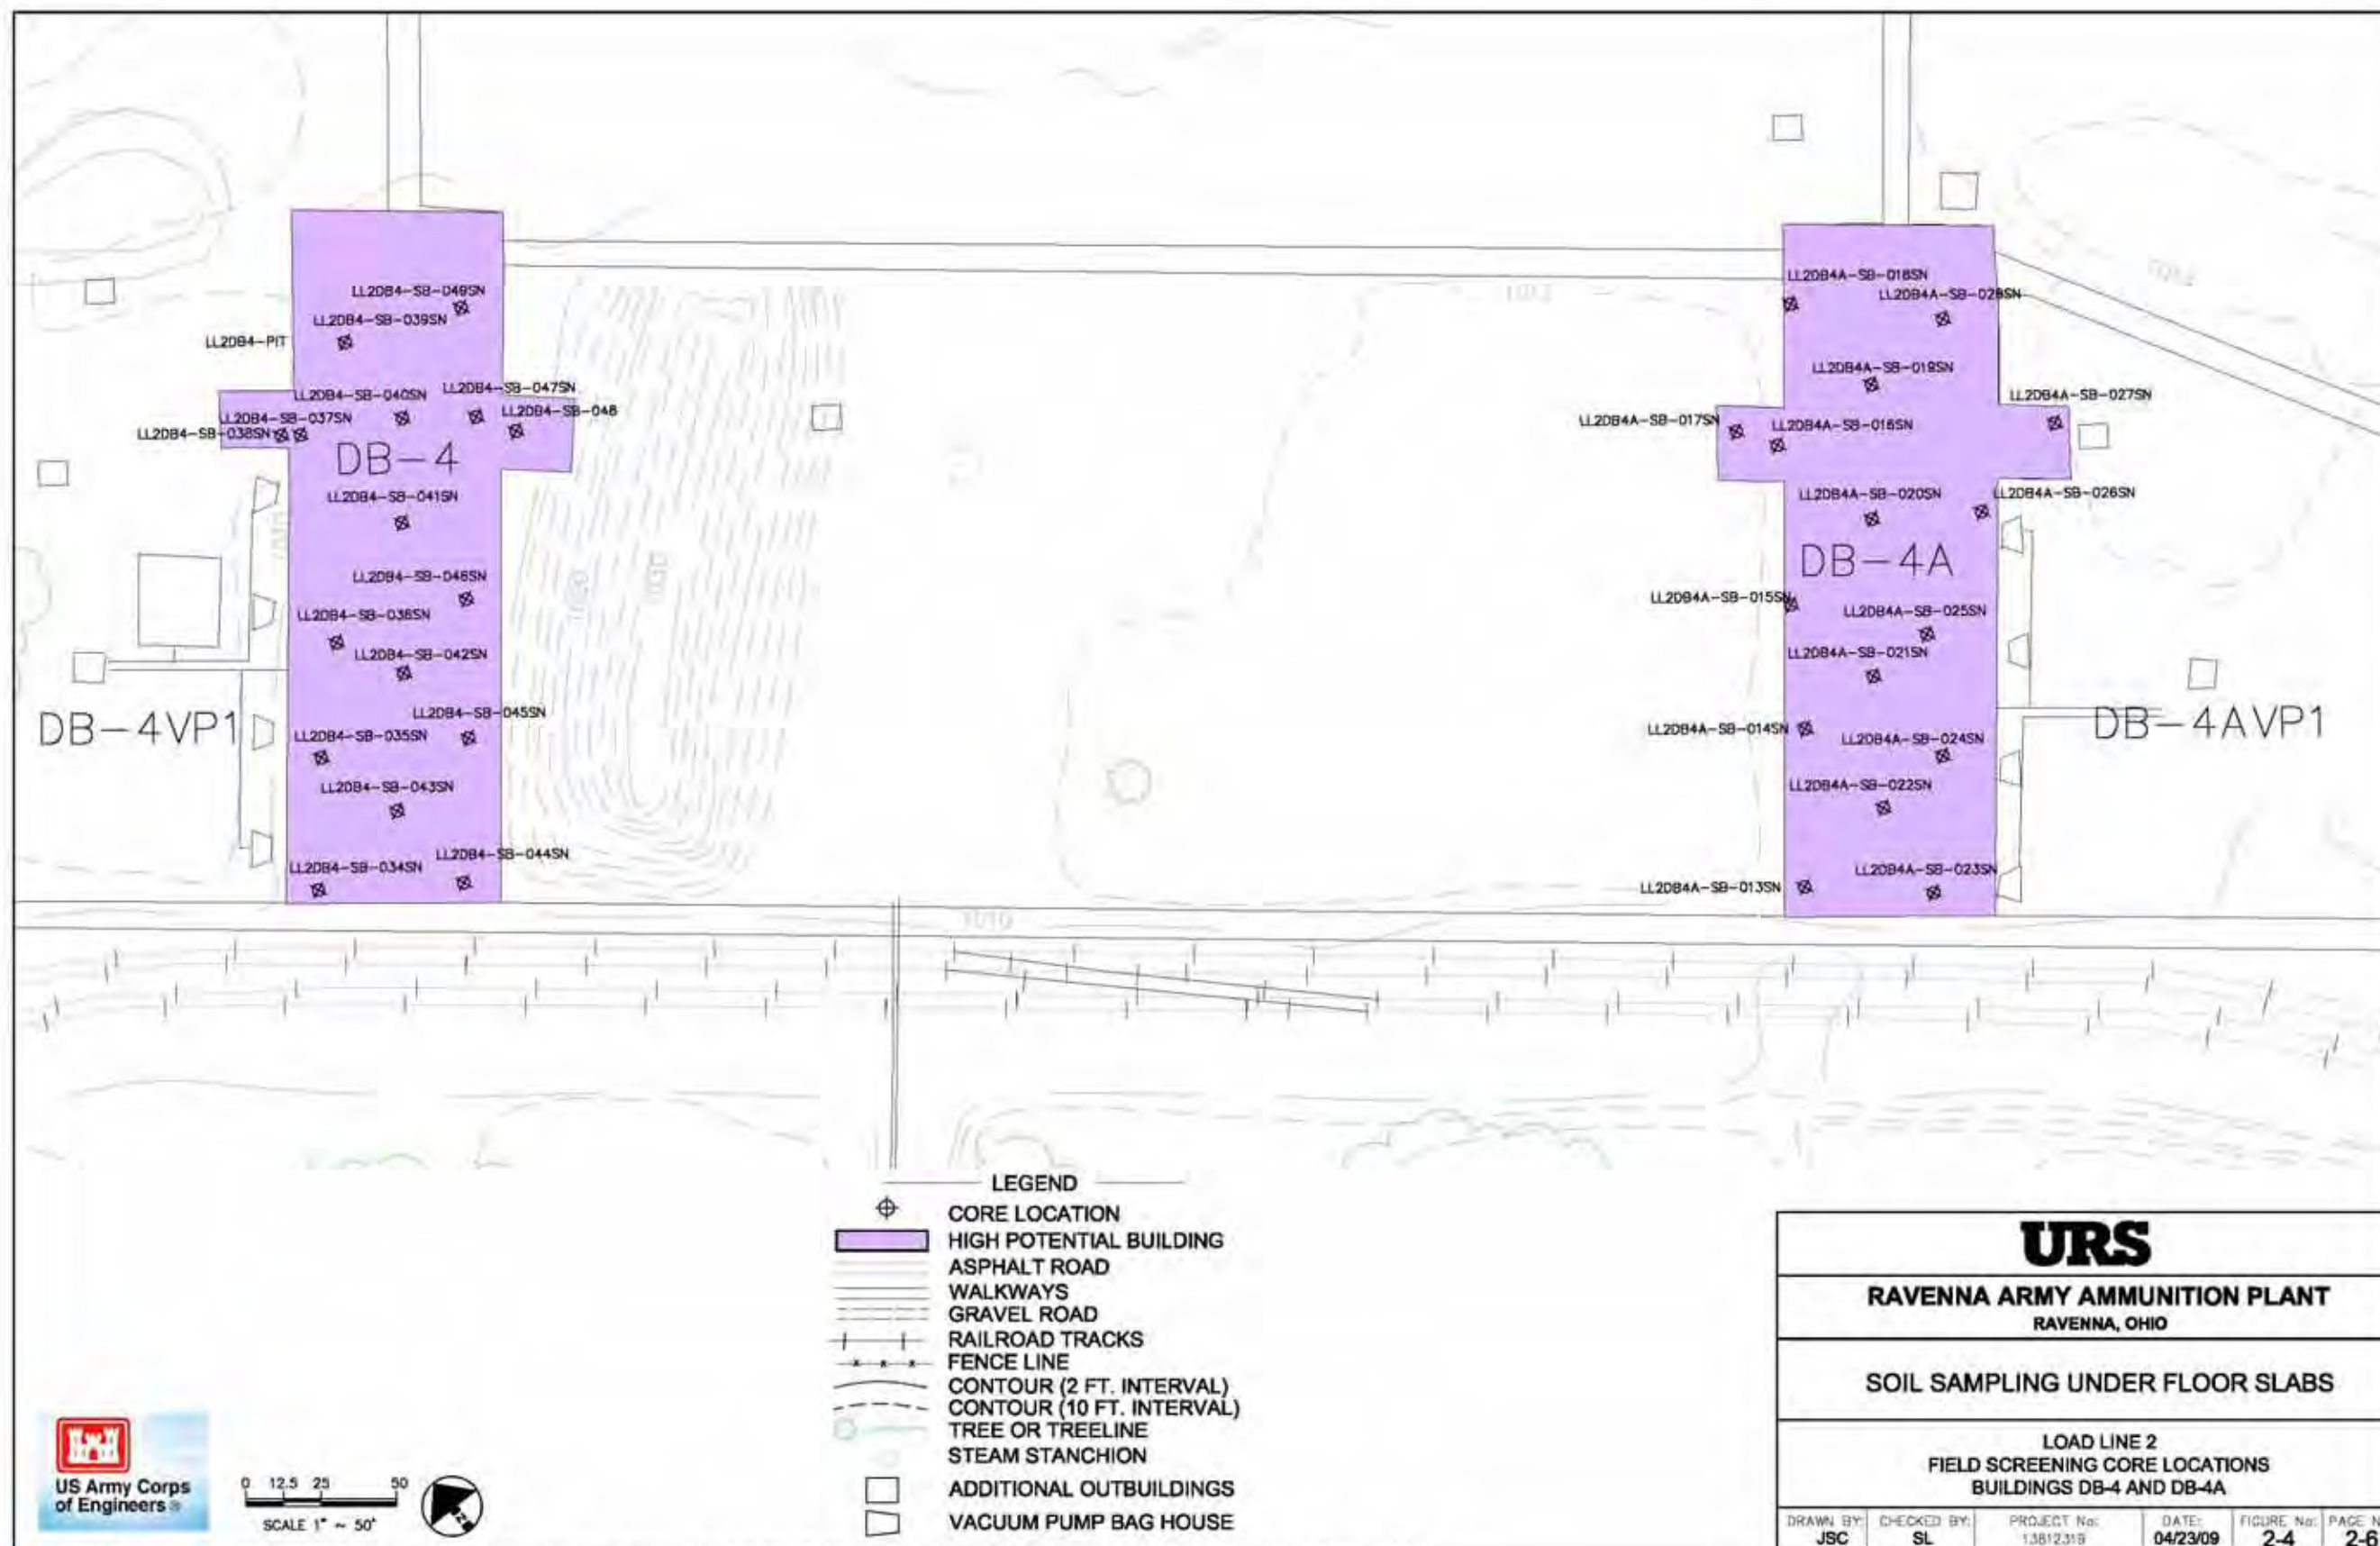 LL2DB4-SB-049SN
LL2DB4-SB-039SN
LL2DB4-PIT
LL2DB4-SB-040SN
LL2DB4-SB-047SN
LL2DB4-SB-037SN
LL2DB4-SB-048
LL2DB4-SB-038SN
DB-4
LL2DB4-SB-041SN
LL2DB4-SB-046SN
LL2DB4-SB-036SN
LL2DB4-SB-042SN
LL2DB4-SB-045SN
DB-4VP1
LL2DB4-SB-035SN
LL2DB4-SB-043SN
LL2DB4-SB-044SN
LL2DB4-SB-034SN
1010
LL2DB4A-SB-018SN
LL2DB4A-SB-028SN
LL2DB4A-SB-019SN
LL2DB4A-SB-027SN
LL2DB4A-SB-017SN
LL2DB4A-SB-016SN
LL2DB4A-SB-020SN
LL2DB4A-SB-026SN
DB-4A
LL2DB4A-SB-015SN
LL2DB4A-SB-025SN
LL2DB4A-SB-021SN
LL2DB4A-SB-014SN
LL2DB4A-SB-024SN
DB-4AVP1
LL2DB4A-SB-022SN
LL2DB4A-SB-023SN
LL2DB4A-SB-013SN
LEGEND
CORE LOCATION
HIGH POTENTIAL BUILDING
ASPHALT ROAD
WALKWAYS
GRAVEL ROAD
RAILROAD TRACKS
FENCE LINE
CONTOUR (2 FT. INTERVAL)
CONTOUR (10 FT. INTERVAL)
TREE OR TREELINE
STEAM STANCHION
ADDITIONAL OUTBUILDINGS
VACUUM PUMP BAG HOUSE
US Army Corps
of Engineers®
0 12.5 25 50
SCALE 1" ~ 50'
URS
RAVENNA ARMY AMMUNITION PLANT
RAVENNA, OHIO
SOIL SAMPLING UNDER FLOOR SLABS
LOAD LINE 2
FIELD SCREENING CORE LOCATIONS
BUILDINGS DB-4 AND DB-4A
DRAWN BY: CHECKED BY: PROJECT No: DATE: FIGURE No: PAGE N
JSC SL 13812319 04/23/09 2-4 2-6